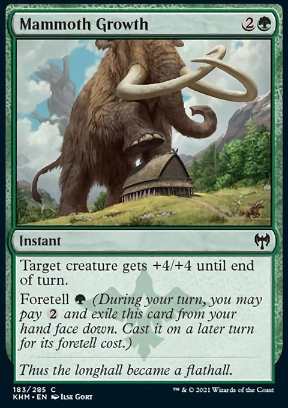 Mammoth Growth 2
Instant
Target creature gets +4/+4 until end
of turn.
Foretell (During your turn, you may
pay 2 and exile this card from your
hand face down. Cast it on a later turn
for its foretell cost.)
Thus the longhall became a flathall.
183/285 C
KHM • EN ILSE GORT
™ & © 2021 Wizards of the Coast